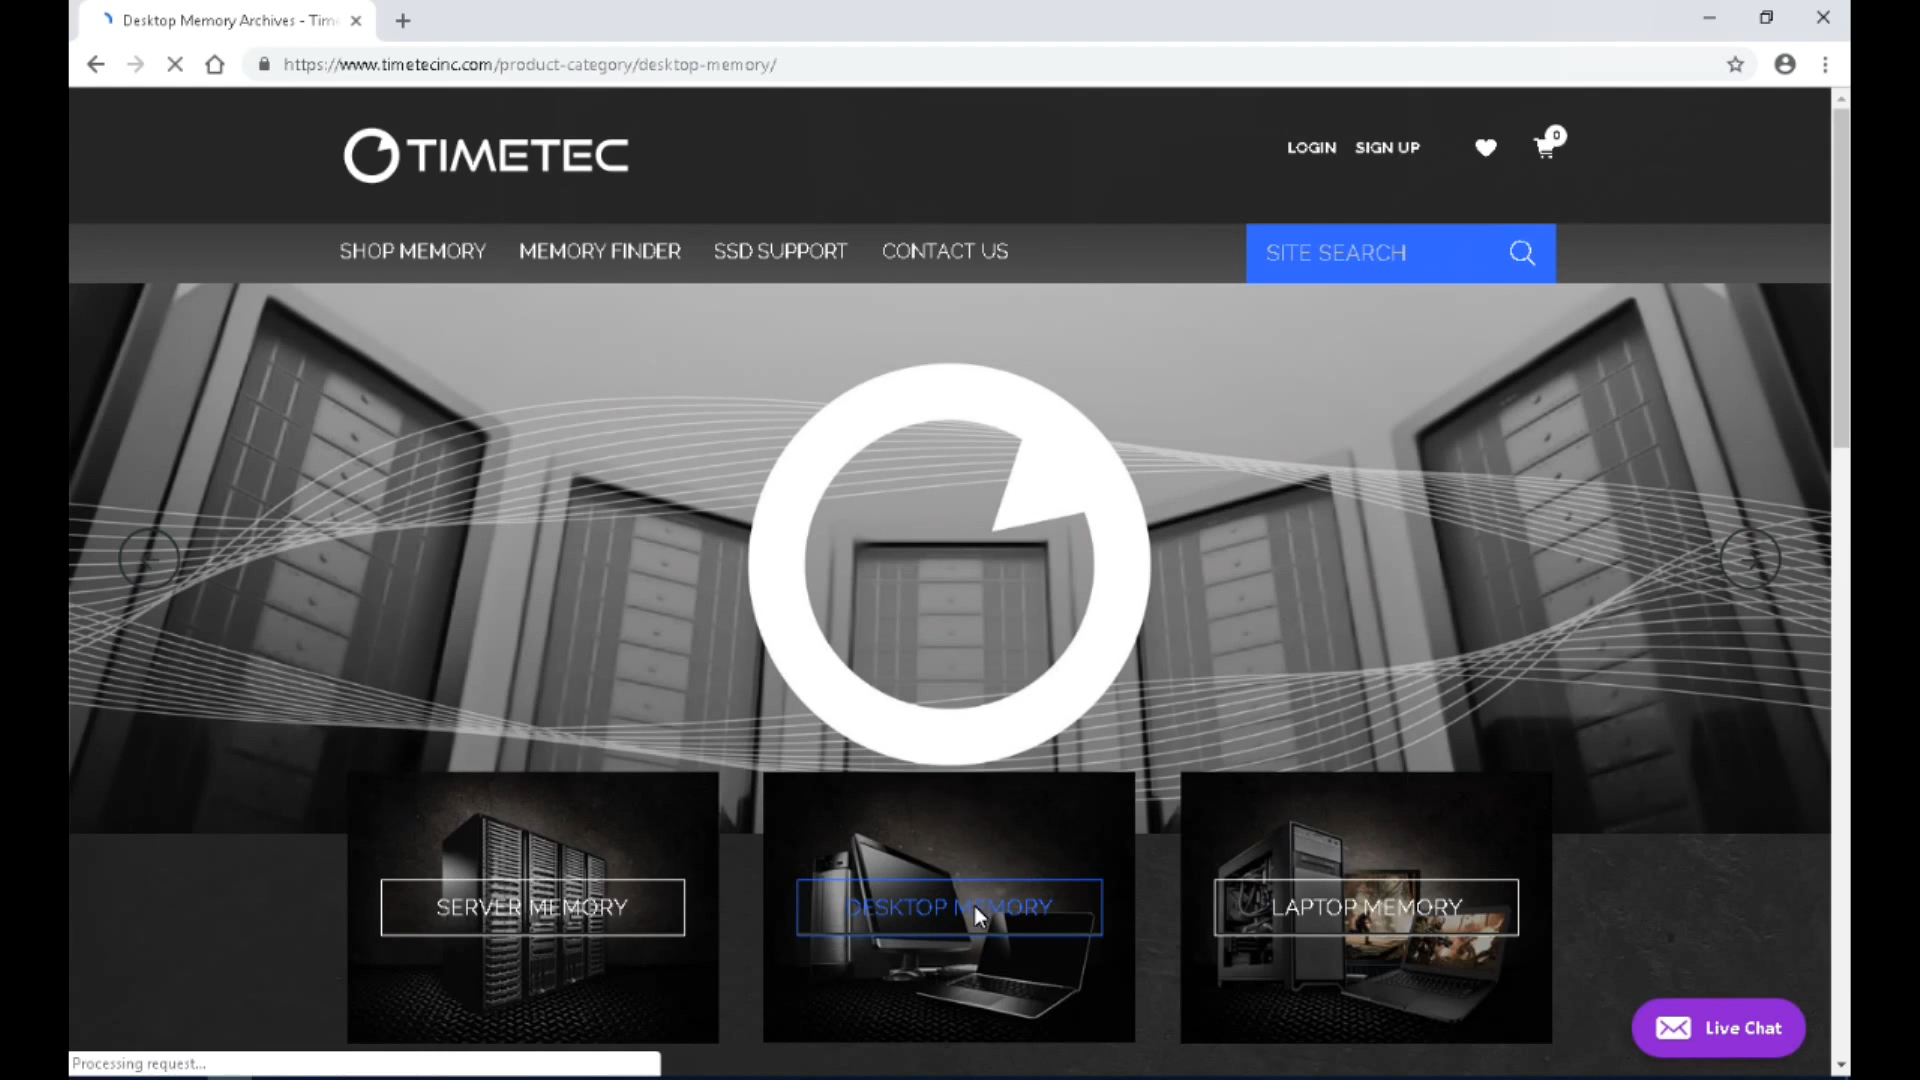 Desktop Memory Archives - Tim
https://www.timetecinc.com/product-category/desktop-memory/
TIMETEC
LOGIN SIGN UP 0
SHOP MEMORY MEMORY FINDER SSD SUPPORT CONTACT US SITE SEARCH
SERVER MEMORY DESKTOP MEMORY LAPTOP MEMORY
Live Chat
Processing request...